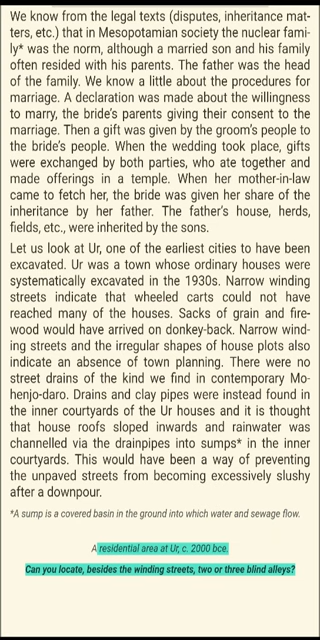 We know from the legal texts (disputes, inheritance mat-
ters, etc.) that in Mesopotamian society the nuclear fami-
ly* was the norm, although a married son and his family
often resided with his parents. The father was the head
of the family. We know a little about the procedures for
marriage. A declaration was made about the willingness
to marry, the bride's parents giving their consent to the
marriage. Then a gift was given by the groom's people to
the bride's people. When the wedding took place, gifts
were exchanged by both parties, who ate together and
made offerings in a temple. When her mother-in-law
came to fetch her, the bride was given her share of the
inheritance by her father. The father's house, herds,
fields, etc., were inherited by the sons.
Let us look at Ur, one of the earliest cities to have been
excavated. Ur was a town whose ordinary houses were
systematically excavated in the 1930s. Narrow winding
streets indicate that wheeled carts could not have
reached many of the houses. Sacks of grain and fire-
wood would have arrived on donkey-back. Narrow wind-
ing streets and the irregular shapes of house plots also
indicate an absence of town planning. There were no
street drains of the kind we find in contemporary Mo-
henjo-daro. Drains and clay pipes were instead found in
the inner courtyards of the Ur houses and it is thought
that house roofs sloped inwards and rainwater was
channelled via the drainpipes into sumps* in the inner
courtyards. This would have been a way of preventing
the unpaved streets from becoming excessively slushy
after a downpour.
*A sump is a covered basin in the ground into which water and sewage flow.
A residential area at Ur, c. 2000 bce.
Can you locate, besides the winding streets, two or three blind alleys?